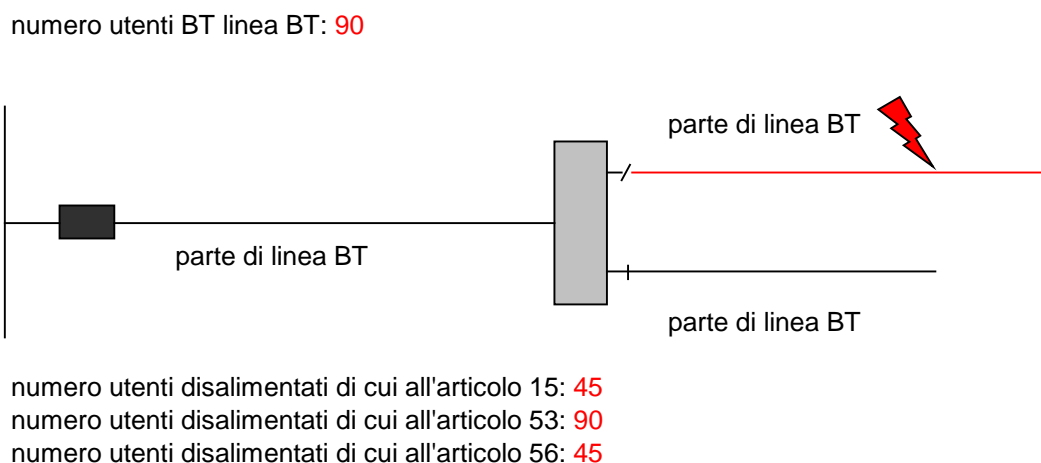 numero utenti BT linea BT: 90
parte di linea BT
parte di linea BT
parte di linea BT
numero utenti disalimentati di cui all'articolo 15: 45
numero utenti disalimentati di cui all'articolo 53: 90
numero utenti disalimentati di cui all'articolo 56: 45